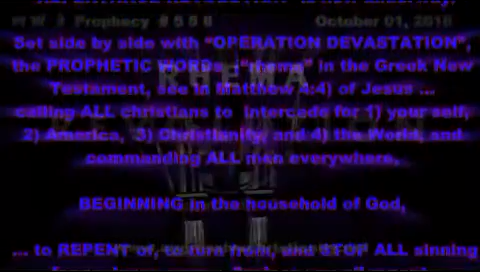 W W J Prophecy # 5 5 6 October 01, 2016
Set side by side with "OPERATION DEVASTATION",
the PROPHETIC WORDS "rhema" in the Greek New
RHEMA
Testament, see in Matthew 4:4) of Jesus ...
calling ALL christians to intercede for 1) your self,
2) America, 3) Christianity, and 4) the World, and
commanding ALL men everywhere,
BEGINNING in the household of God,
... to REPENT of, to turn from, and STOP ALL sinning